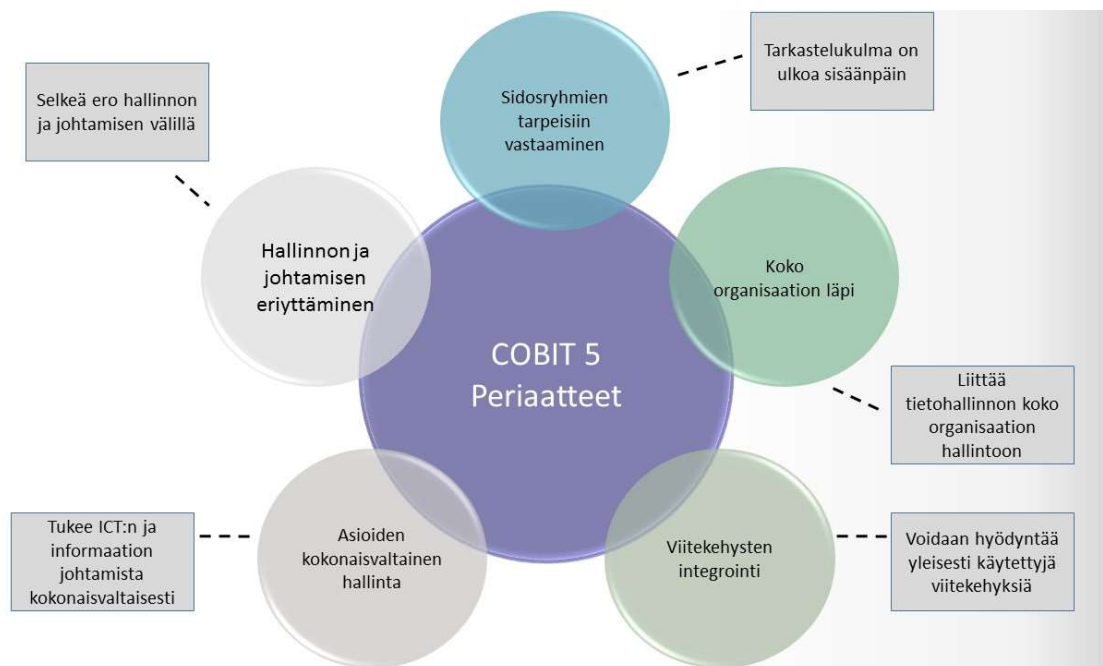 Tarkastelukulma on
ulkoa sisäänpäin
Sidosryhmien
tarpeisiin
vastaaminen
Selkeä ero hallinnon
ja johtamisen välillä
Hallinnon ja
johtamisen
eriyttäminen
Koko
organisaation läpi
COBIT 5
Periaatteet
Liittää
tietohallinnon koko
organisaation
hallintoon
Tukee ICT:n ja
informaation
johtamista
kokonaisvaltaisesti
Asioiden
kokonaisvaltainen
hallinta
Viitekehysten
integrointi
Voidaan hyödyntää
yleisesti käytettyjä
viitekehyksiä